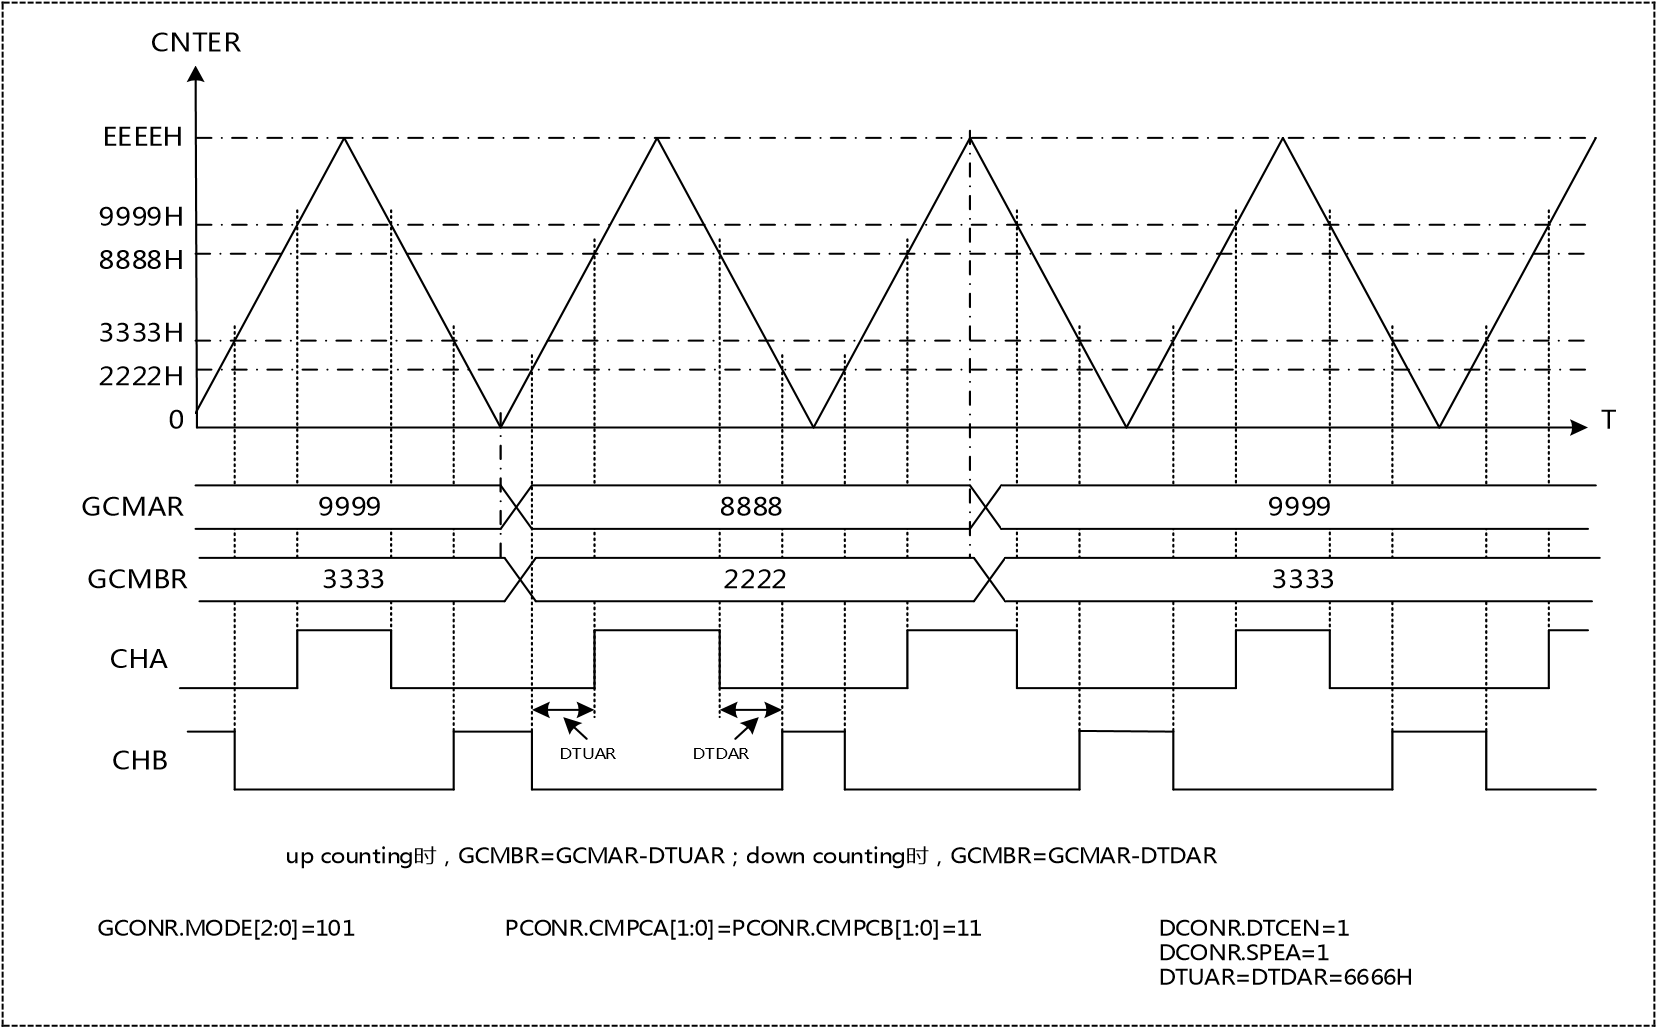 CNTER
EEEEH
9999H
8888H
3333H
2222H
0
T
GCMAR
9999
8888
9999
GCMBR
3333
2222
3333
CHA
DTUAR
DTDAR
CHB
up counting时，GCMBR=GCMAR-DTUAR；down counting时，GCMBR=GCMAR-DTDAR
GCONR.MODE[2:0]=101
PCONR.CMPCA[1:0]=PCONR.CMPCB[1:0]=11
DCONR.DTCEN=1
DCONR.SPEA=1
DTUAR=DTDAR=6666H